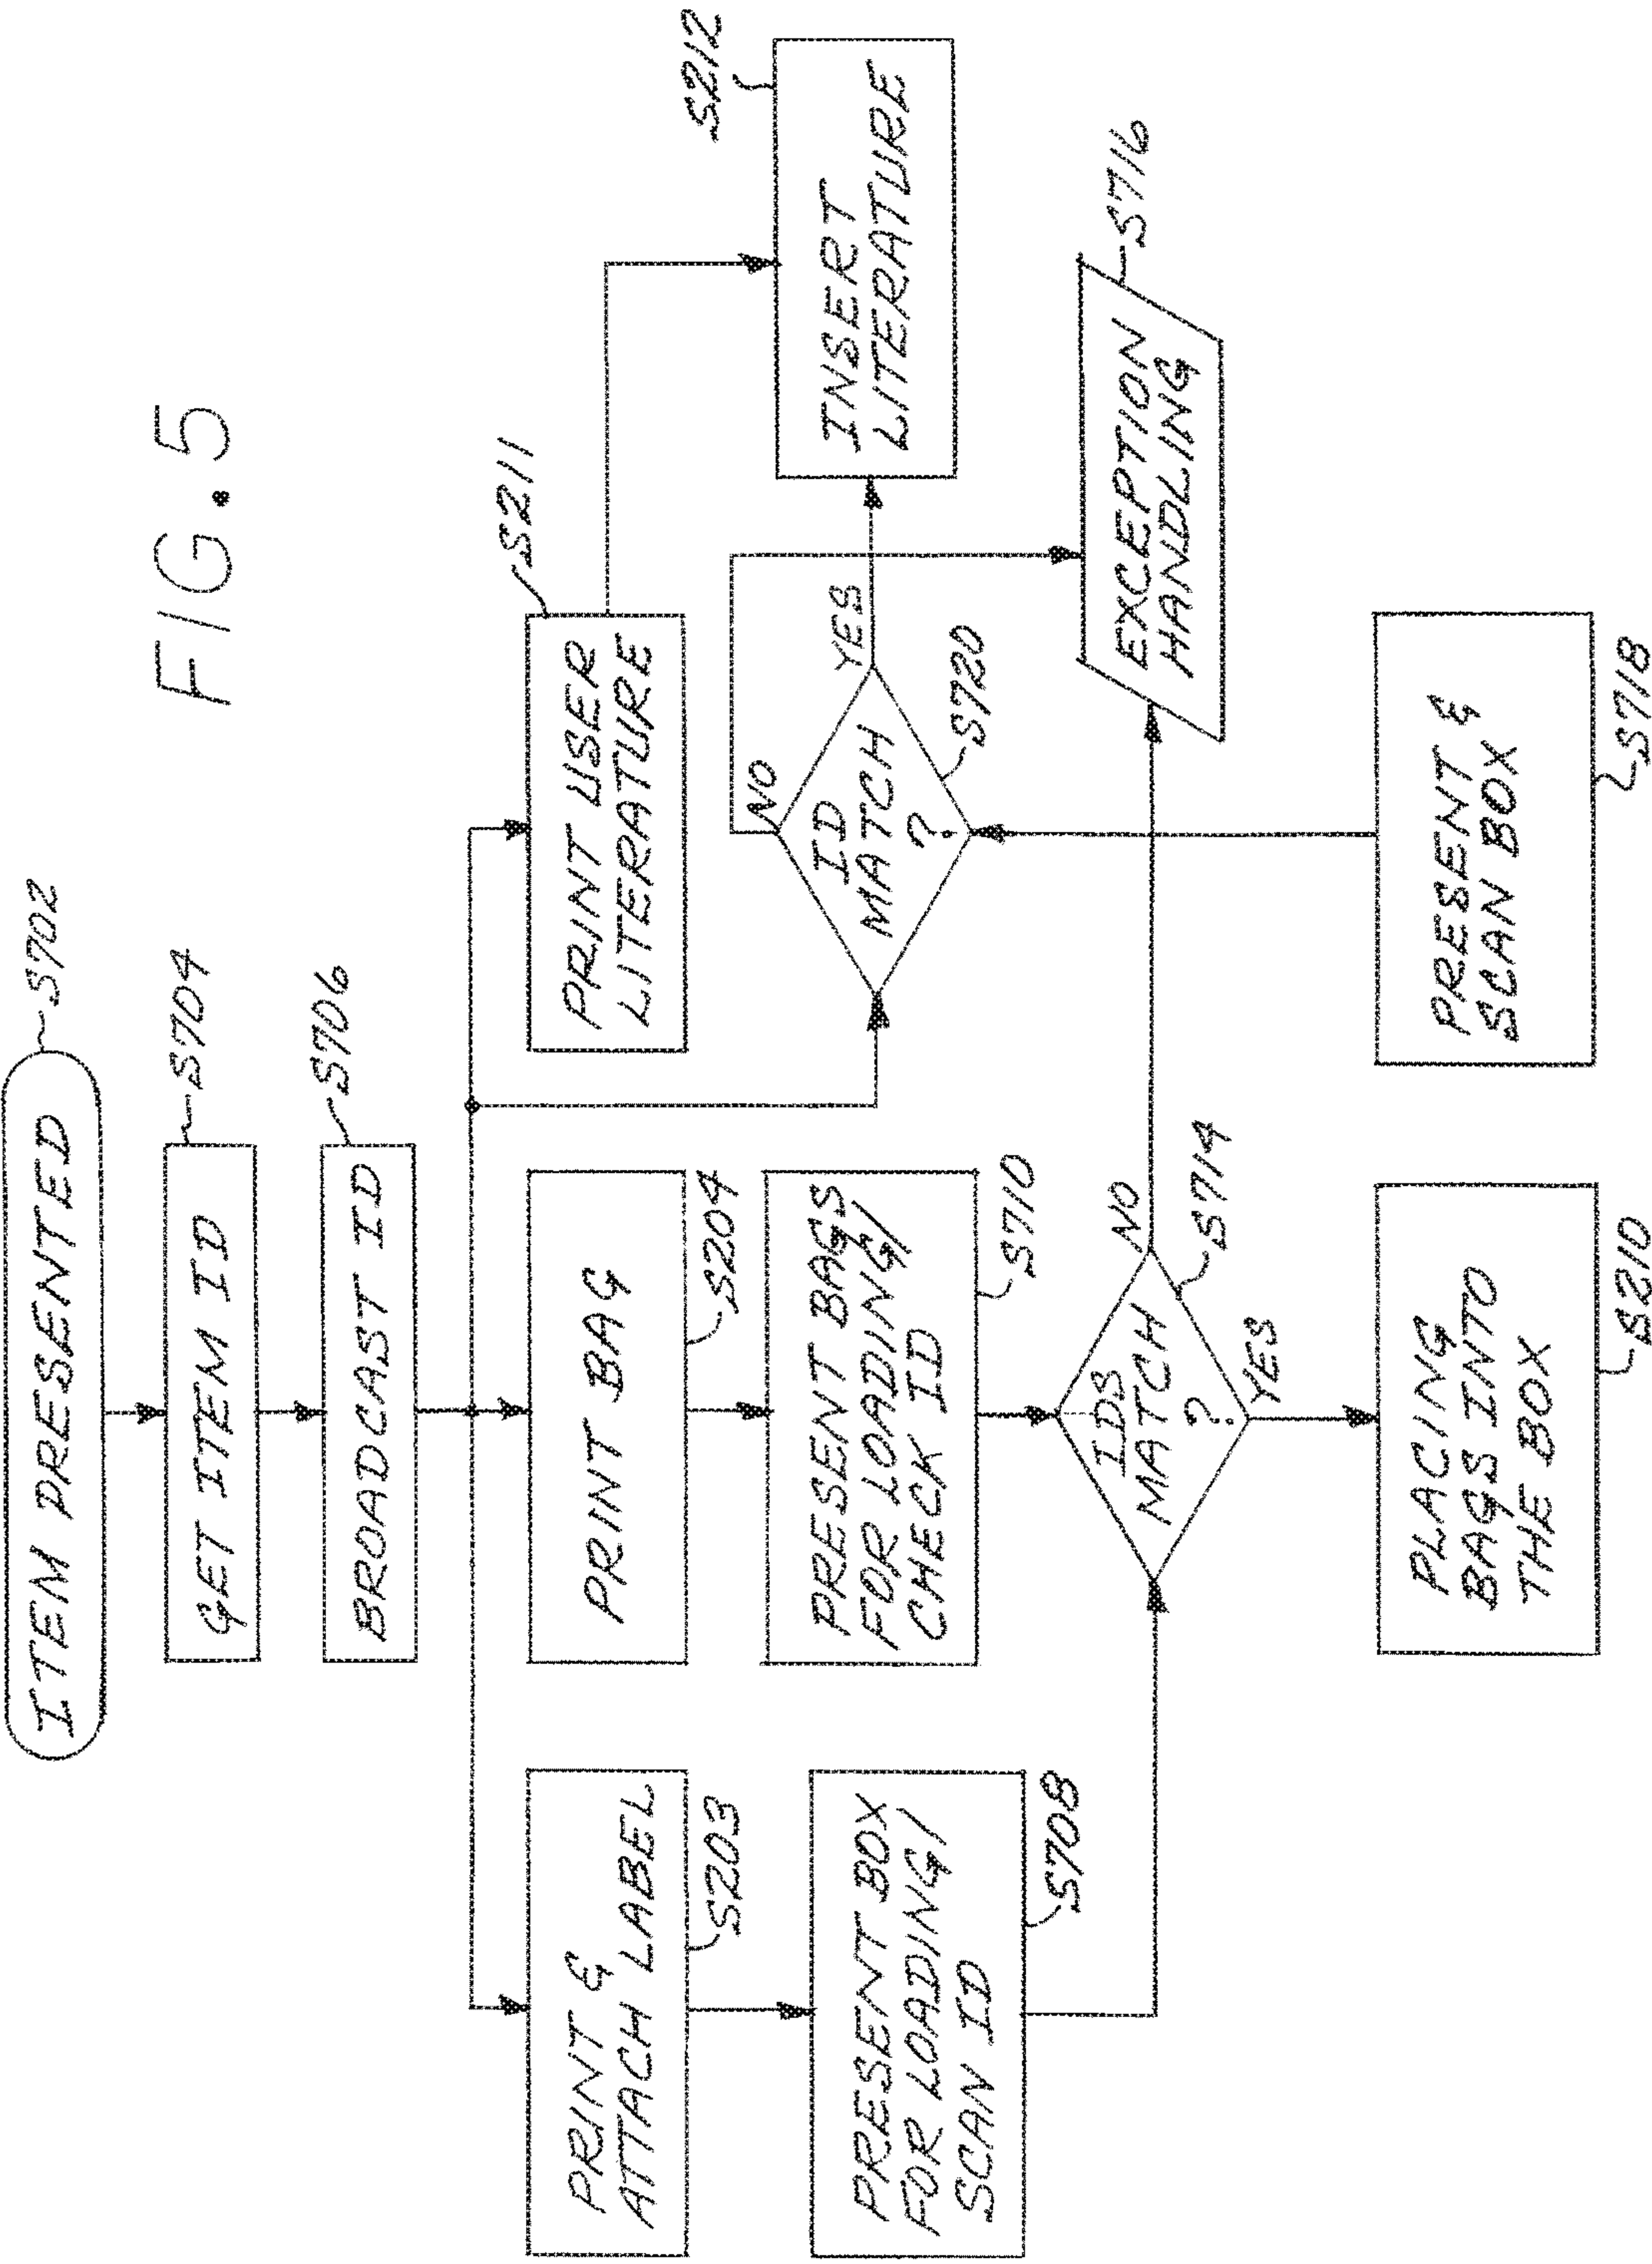 FIG. 5
ITEM PRESENTED
S702
GET ITEM ID
S704
BROADCAST ID
S706
PRINT &
ATTACH LABEL
S203
PRINT BAG
S204
PRINT USER
LITERATURE
S211
PRESENT BOX
FOR LOADING/
SCAN ID
S708
PRESENT BAGS
FOR LOADING/
CHECK ID
S710
ID
MATCH
?
S720
NO
YES
INSERT
LITERATURE
S212
IDS
MATCH
?
S714
NO
YES
EXCEPTION
HANDLING
S716
PLACING
BAGS INTO
THE BOX
B210
PRESENT &
SCAN BOX
S718